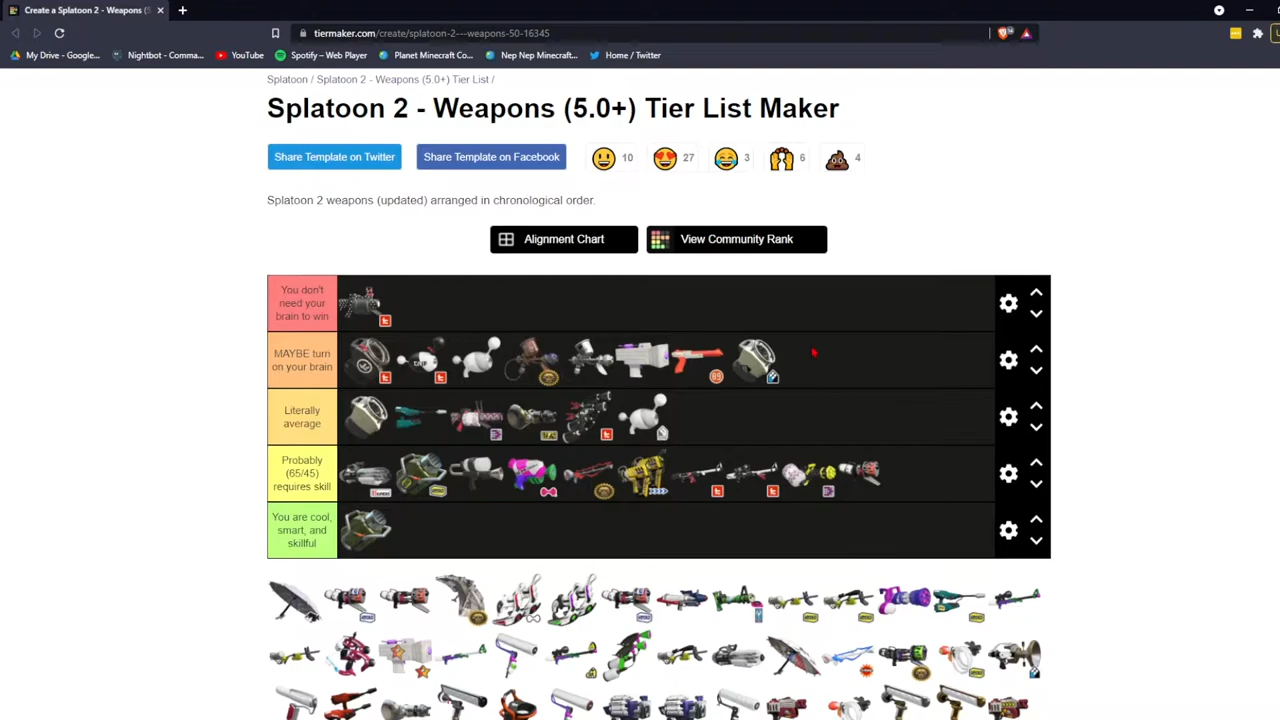 Create a Splatoon 2 - Weapons (5
tiermaker.com/create/splatoon-2---weapons-50-16345
My Drive - Google...
Nightbot - Comma...
YouTube
Spotify – Web Player
Planet Minecraft Co...
Nep Nep Minecraft...
Home / Twitter
Splatoon / Splatoon 2 - Weapons (5.0+) Tier List /
Splatoon 2 - Weapons (5.0+) Tier List Maker
Share Template on Twitter
Share Template on Facebook
10
27
3
6
4
Splatoon 2 weapons (updated) arranged in chronological order.
Alignment Chart
View Community Rank
You don't
need your
brain to win
MAYBE turn
on your brain
89
Literally
average
Probably
(65/45)
requires skill
You are cool,
smart, and
skillful